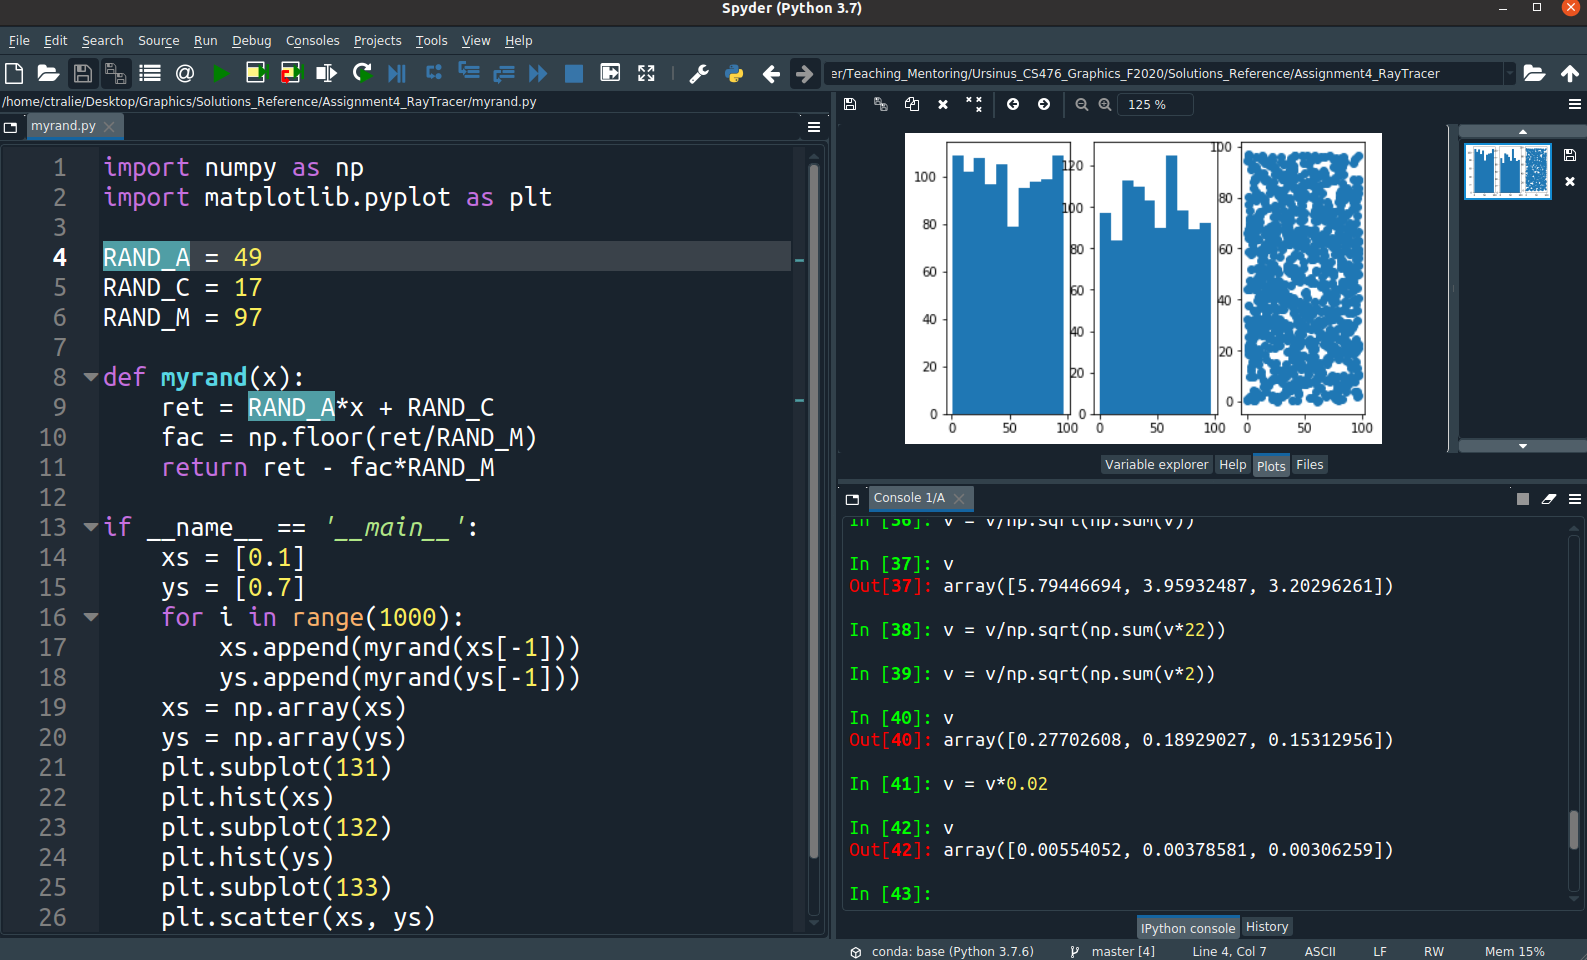 Spyder (Python 3.7)
File Edit Search Source Run Debug Consoles Projects Tools View Help
er/Teaching_Mentoring/Ursinus_CS476_Graphics_F2020/Solutions_Reference/Assignment4_RayTracer
/home/ctralie/Desktop/Graphics/Solutions_Reference/Assignment4_RayTracer/myrand.py
myrand.py
1 import numpy as np
2 import matplotlib.pyplot as plt
3
4 RAND_A = 49
5 RAND_C = 17
6 RAND_M = 97
7
8 def myrand(x):
9 ret = RAND_A*x + RAND_C
10 fac = np.floor(ret/RAND_M)
11 return ret - fac*RAND_M
12
13 if __name__ == '__main__':
14 xs = [0.1]
15 ys = [0.7]
16 for i in range(1000):
17 xs.append(myrand(xs[-1]))
18 ys.append(myrand(ys[-1]))
19 xs = np.array(xs)
20 ys = np.array(ys)
21 plt.subplot(131)
22 plt.hist(xs)
23 plt.subplot(132)
24 plt.hist(ys)
25 plt.subplot(133)
26 plt.scatter(xs, ys)
125 %
100
80
60
40
20
0
0 50 100
120
100
80
60
40
20
0
0 50 100
100
80
60
40
20
0
0 50 100
Variable explorer Help Plots Files
Console 1/A
In [36]: v = v/np.sqrt(np.sum(v))
In [37]: v
Out[37]: array([5.79446694, 3.95932487, 3.20296261])
In [38]: v = v/np.sqrt(np.sum(v*22))
In [39]: v = v/np.sqrt(np.sum(v*2))
In [40]: v
Out[40]: array([0.27702608, 0.18929027, 0.15312956])
In [41]: v = v*0.02
In [42]: v
Out[42]: array([0.00554052, 0.00378581, 0.00306259])
In [43]:
IPython console History
conda: base (Python 3.7.6) master [4] Line 4, Col 7 ASCII LF RW Mem 15%